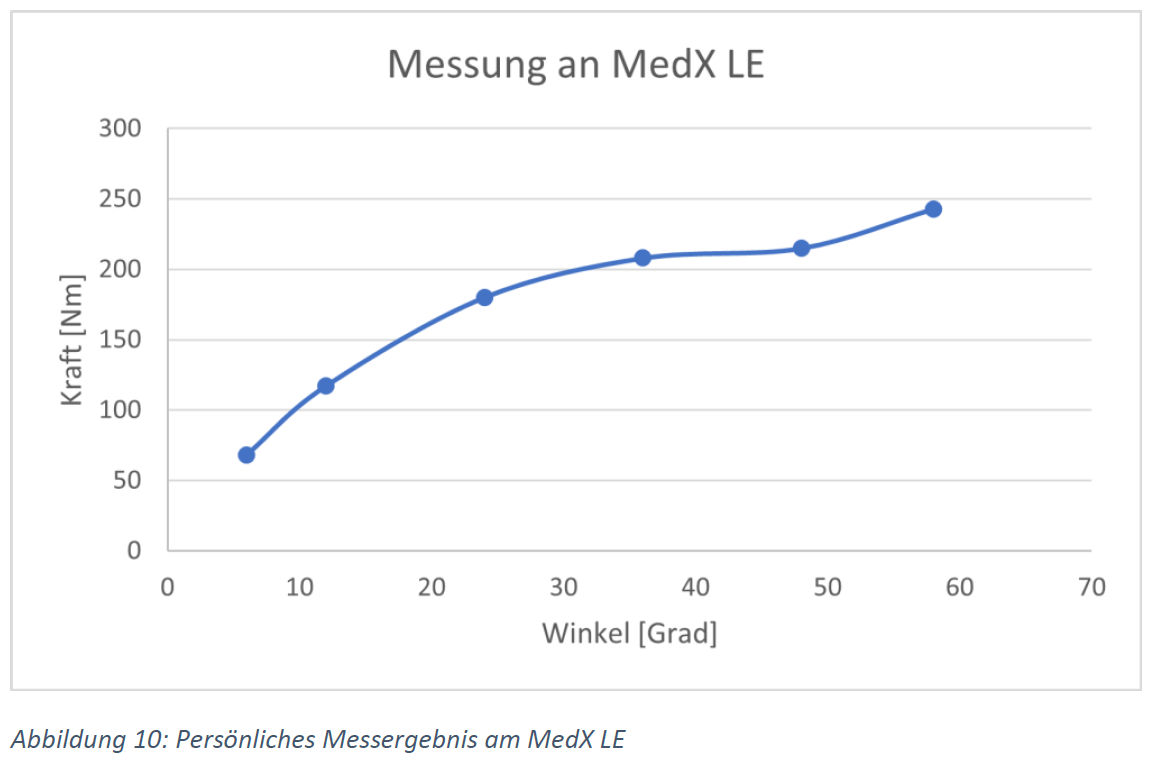 Messung an MedX LE
300
250
200
150
100
50
0
Kraft [Nm]
0 10 20 30 40 50 60 70
Winkel [Grad]
Abbildung 10: Persönliches Messergebnis am MedX LE